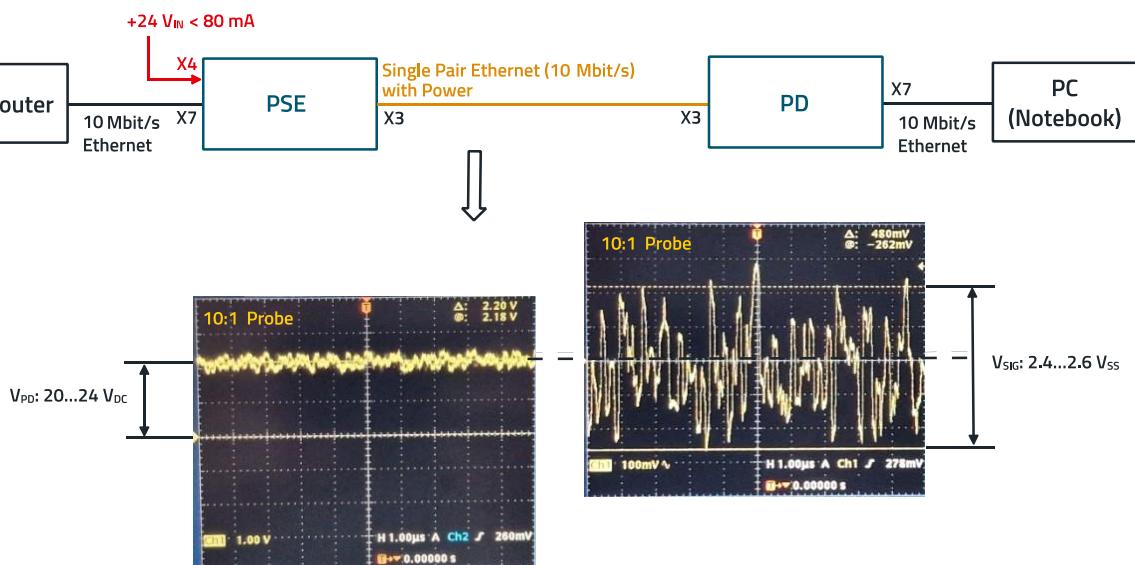 +24 VIN < 80 mA
X4
outer
10 Mbit/s
Ethernet
X7
PSE
Single Pair Ethernet (10 Mbit/s)
with Power
X3
X3
PD
X7
10 Mbit/s
Ethernet
PC
(Notebook)
10:1 Probe
T
Δ: 2.20 V
@: 2.18 V
VPD: 20...24 VDC
Ch1 1.00 V
H 1.00µs A Ch2 ʃ 260mV
T→▾ 0.00000 s
10:1 Probe
T
Δ: 480mV
@: -262mV
VSIG: 2.4...2.6 VSS
Ch1 100mV∿
H 1.00µs A Ch1 ʃ 278mV
T→▾ 0.00000 s